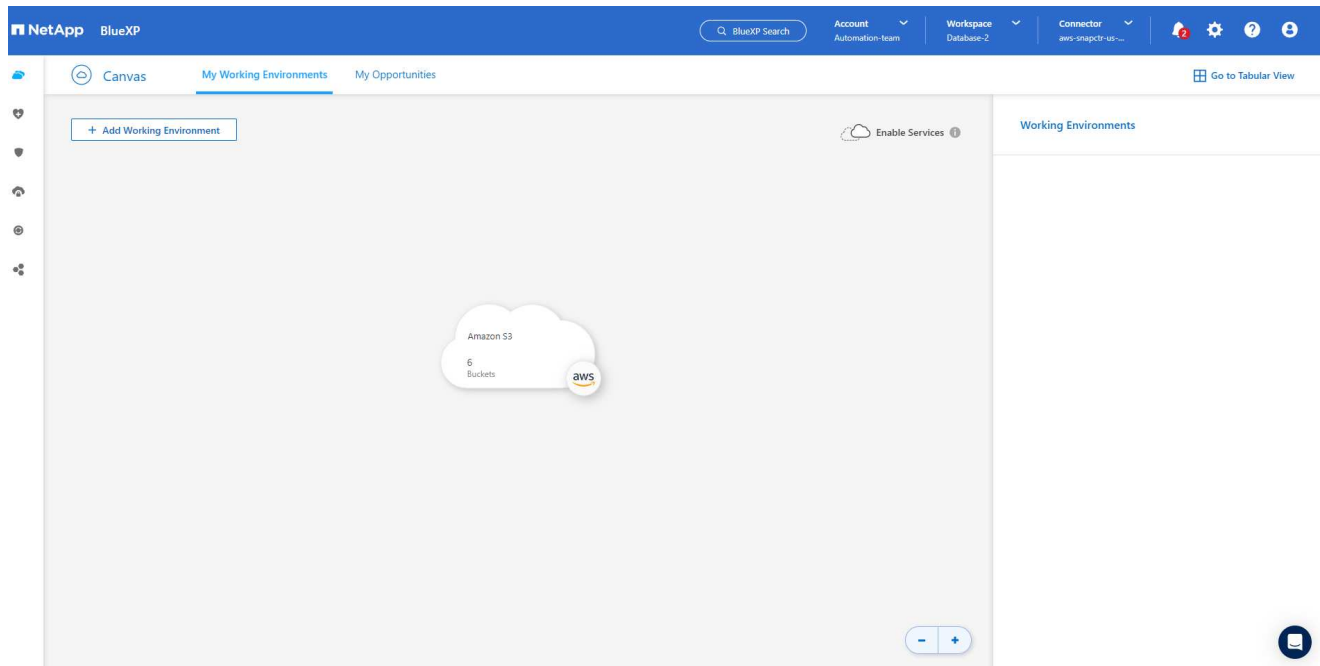 NetApp BlueXP
BlueXP Search
Account
Automation-team
Workspace
Database-2
Connector
aws-snapctr-us-...
2
Canvas
My Working Environments
My Opportunities
Go to Tabular View
+ Add Working Environment
Enable Services
Working Environments
Amazon S3
6
Buckets
aws
- +